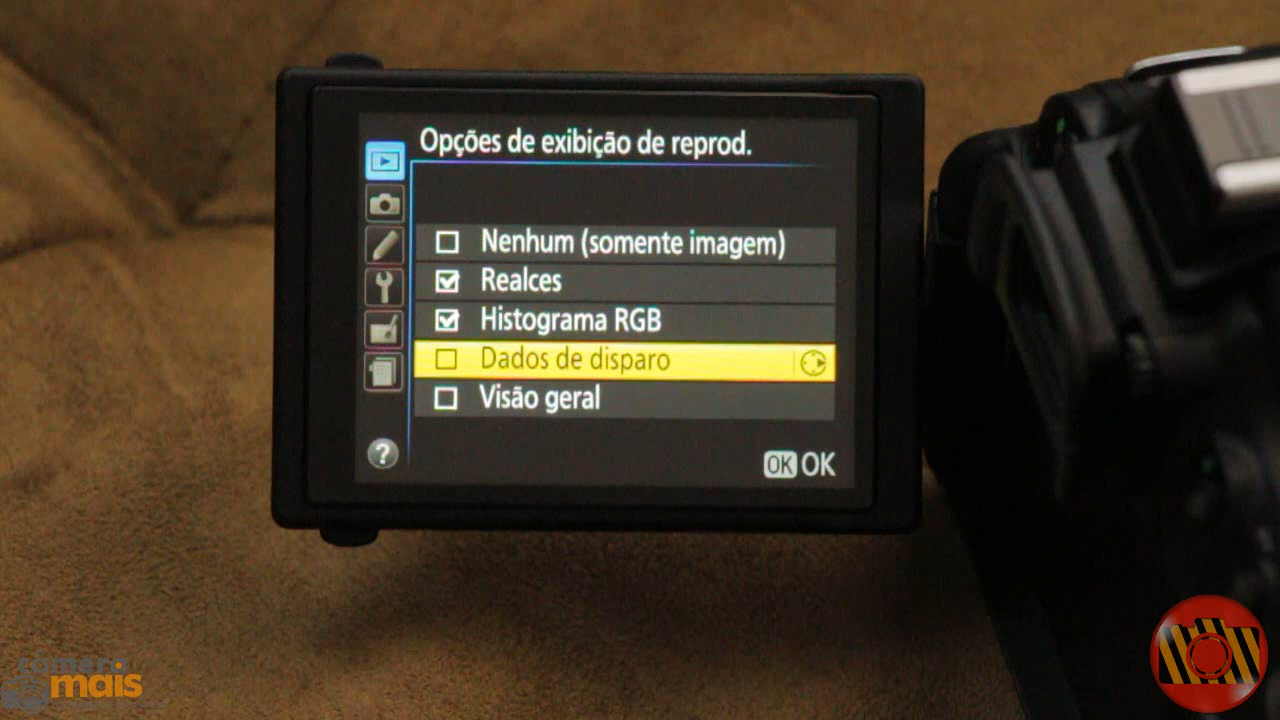 Opções de exibição de reprod.
Nenhum (somente imagem)
Realces
Histograma RGB
Dados de disparo
Visão geral
?
OK OK
câmera
mais